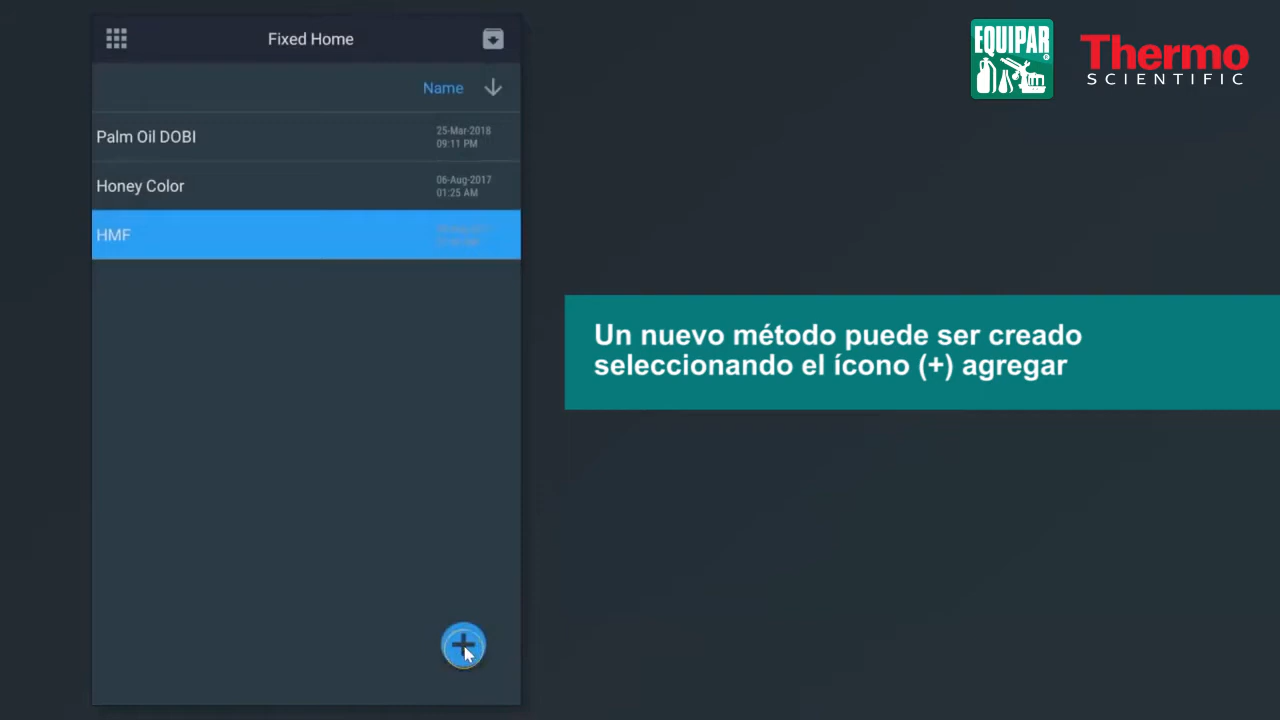 Fixed Home
Name
Palm Oil DOBI
25-Mar-2018
09:11 PM
Honey Color
06-Aug-2017
01:25 AM
HMF
Un nuevo método puede ser creado
seleccionando el ícono (+) agregar
EQUIPAR
Thermo
SCIENTIFIC